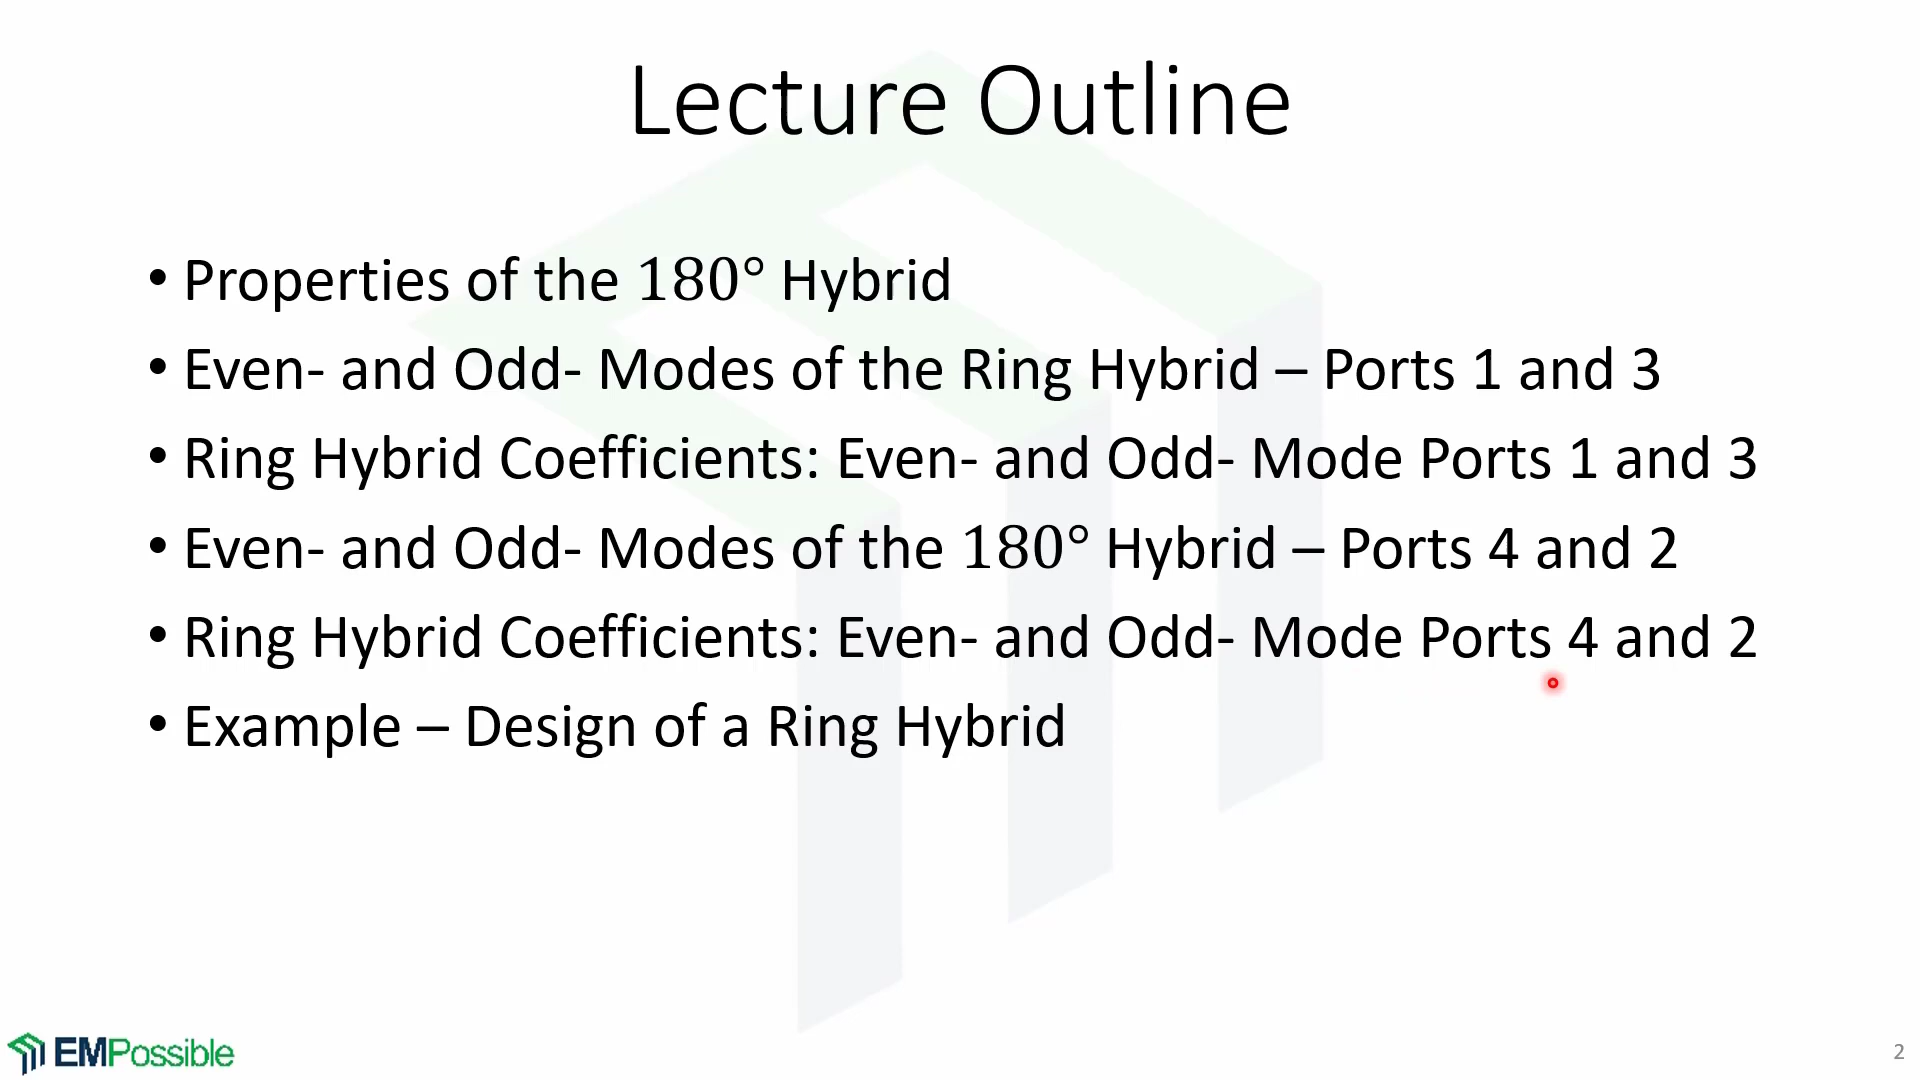 Lecture Outline
• Properties of the 180° Hybrid
• Even- and Odd- Modes of the Ring Hybrid – Ports 1 and 3
• Ring Hybrid Coefficients: Even- and Odd- Mode Ports 1 and 3
• Even- and Odd- Modes of the 180° Hybrid – Ports 4 and 2
• Ring Hybrid Coefficients: Even- and Odd- Mode Ports 4 and 2
• Example – Design of a Ring Hybrid
EMPossible
2